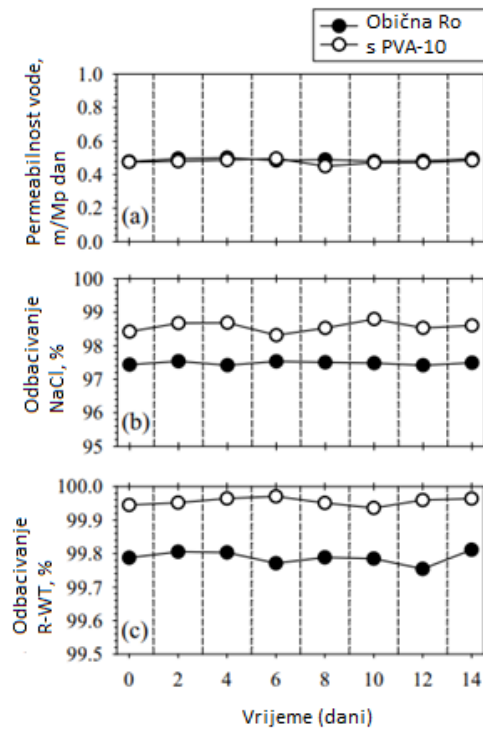 Obična Ro
s PVA-10
Permeabilnost vode,
m/Mp dan
1.0
0.8
0.6
0.4
0.2
0.0
(a)
Odbacivanje
NaCl, %
100
99
98
97
96
95
(b)
Odbacivanje
R-WT, %
100.0
99.9
99.8
99.7
99.6
99.5
(c)
0 2 4 6 8 10 12 14
Vrijeme (dani)